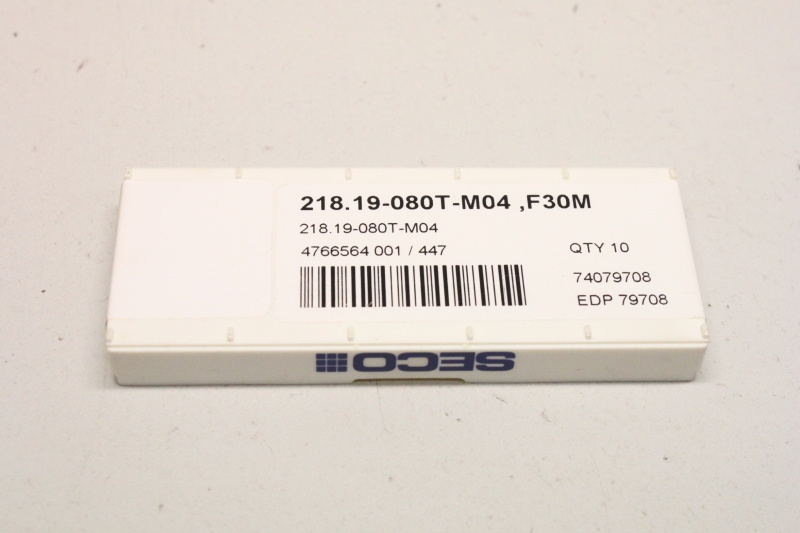 218.19-080T-M04 ,F30M
218.19-080T-M04
4766564 001 / 447
QTY 10
74079708
EDP 79708
SECO